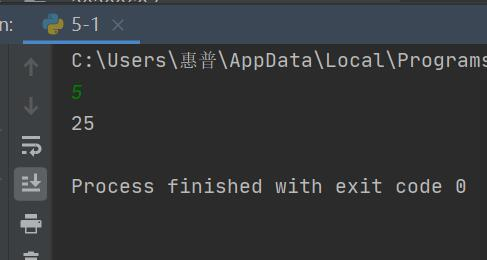 n:
5-1
C:\Users\惠普\AppData\Local\Programs
5
25
Process finished with exit code 0